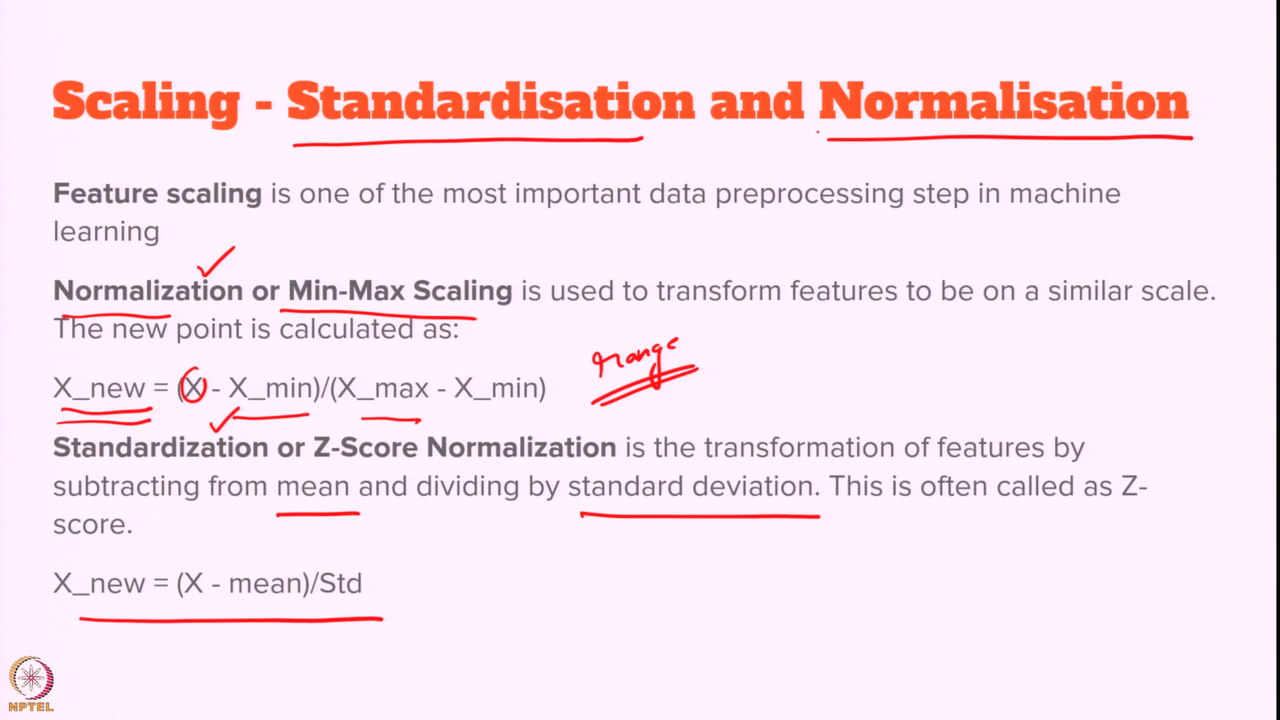 Scaling - Standardisation and Normalisation
Feature scaling is one of the most important data preprocessing step in machine
learning
Normalization or Min-Max Scaling is used to transform features to be on a similar scale.
The new point is calculated as:
range
X_new = (X - X_min)/(X_max - X_min)
Standardization or Z-Score Normalization is the transformation of features by
subtracting from mean and dividing by standard deviation. This is often called as Z-
score.
X_new = (X - mean)/Std
NPTEL